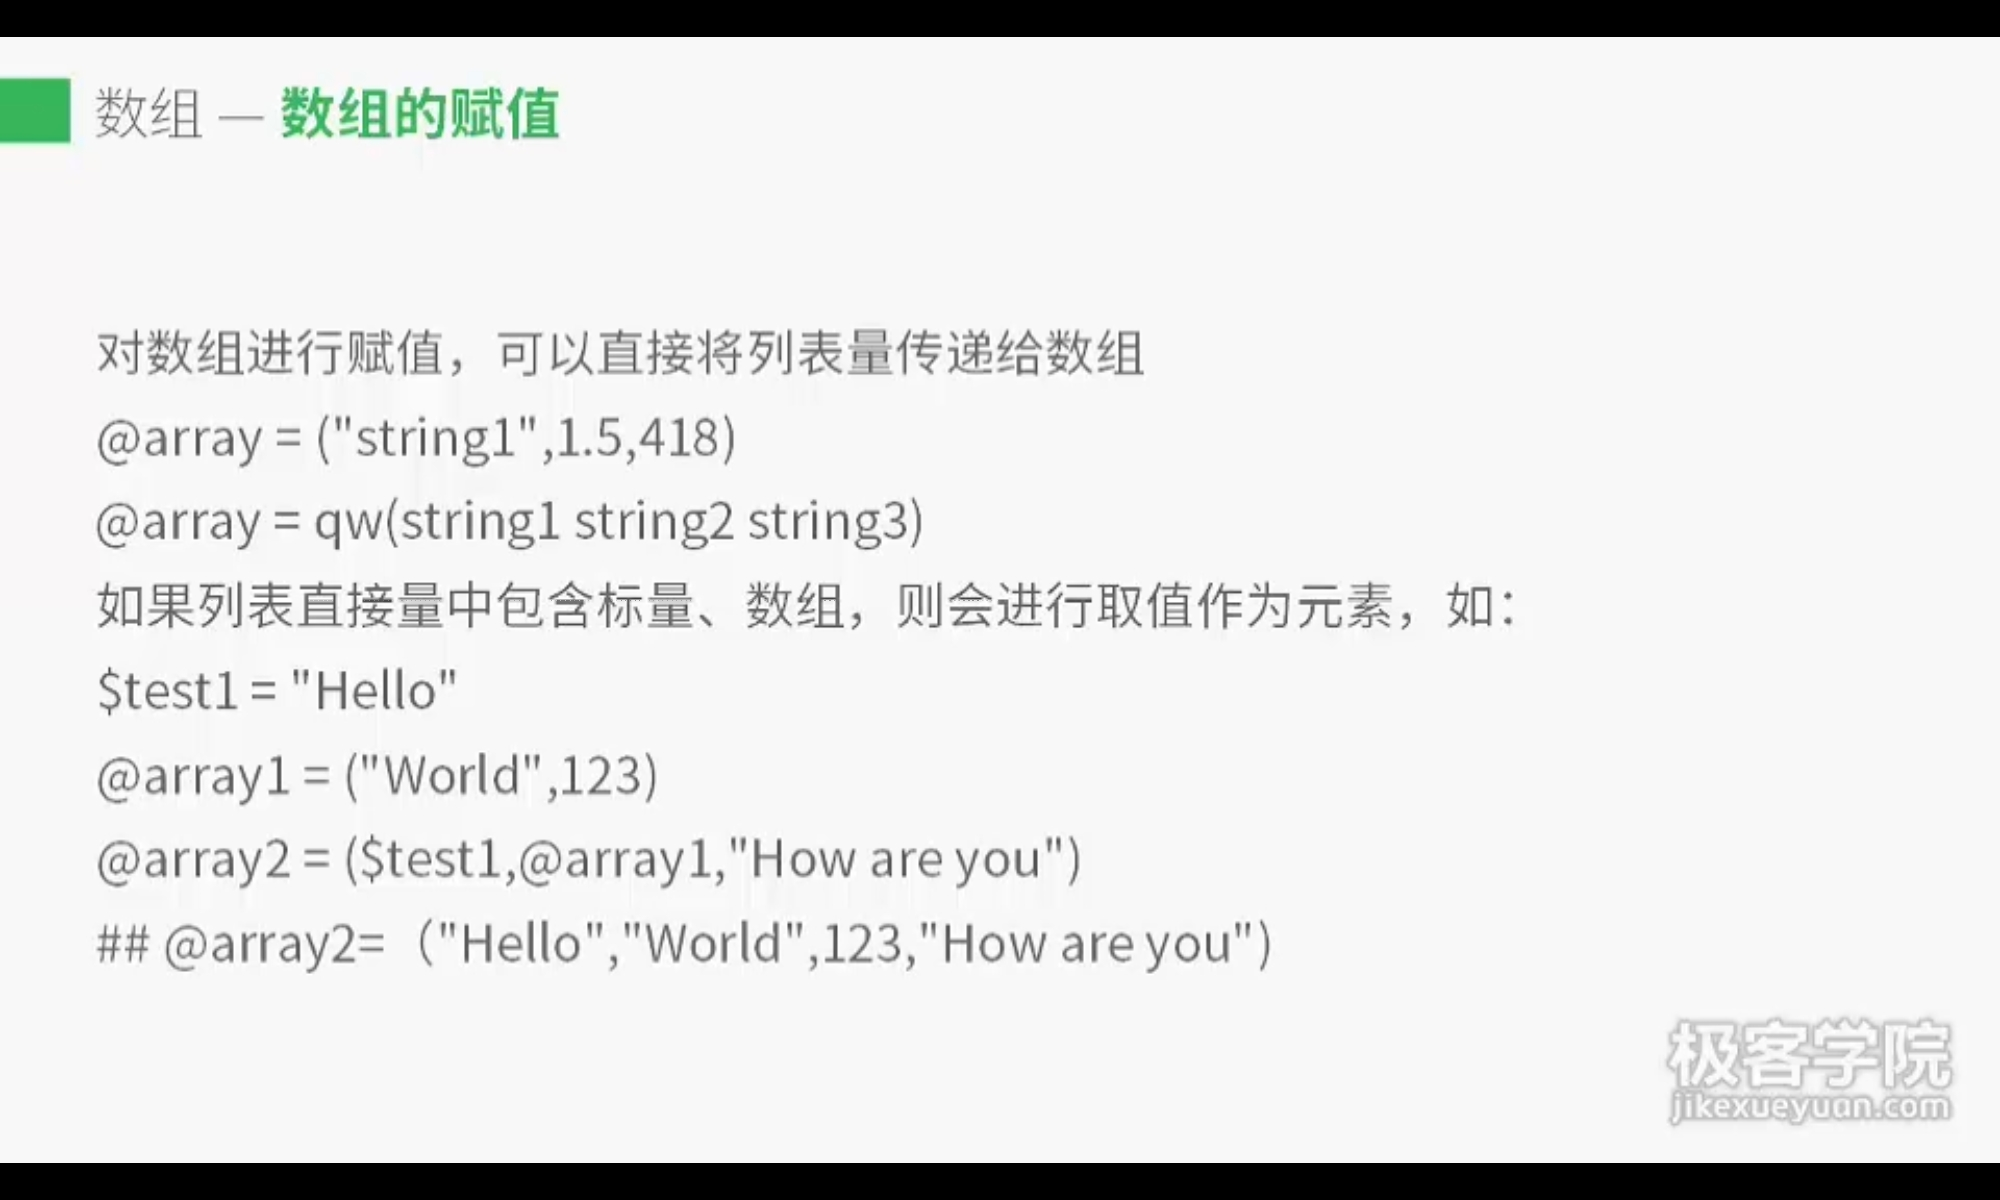 数组 — 数组的赋值
对数组进行赋值，可以直接将列表量传递给数组
@array = ("string1",1.5,418)
@array = qw(string1 string2 string3)
如果列表直接量中包含标量、数组，则会进行取值作为元素，如：
$test1 = "Hello"
@array1 = ("World",123)
@array2 = ($test1,@array1,"How are you")
## @array2=（"Hello","World",123,"How are you")
极客学院
jikexueyuan.com